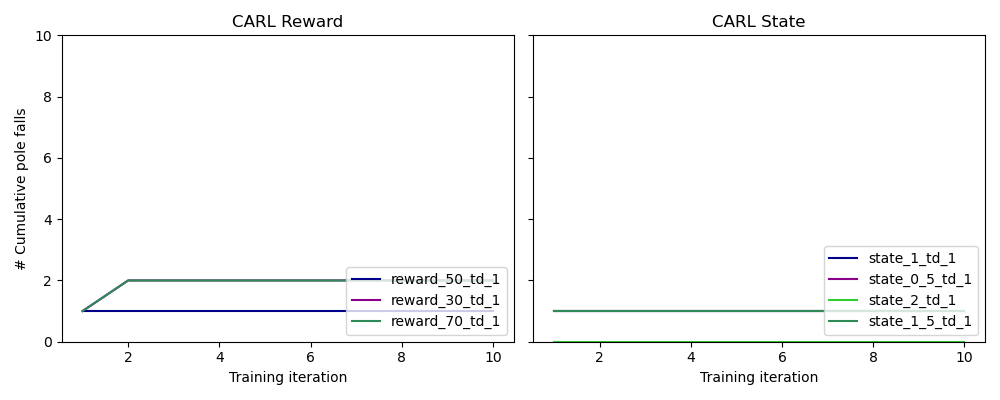 CARL Reward
10
8
6
4
2
0
# Cumulative pole falls
2
4
6
8
10
Training iteration
reward_50_td_1
reward_30_td_1
reward_70_td_1
CARL State
2
4
6
8
10
Training iteration
state_1_td_1
state_0_5_td_1
state_2_td_1
state_1_5_td_1